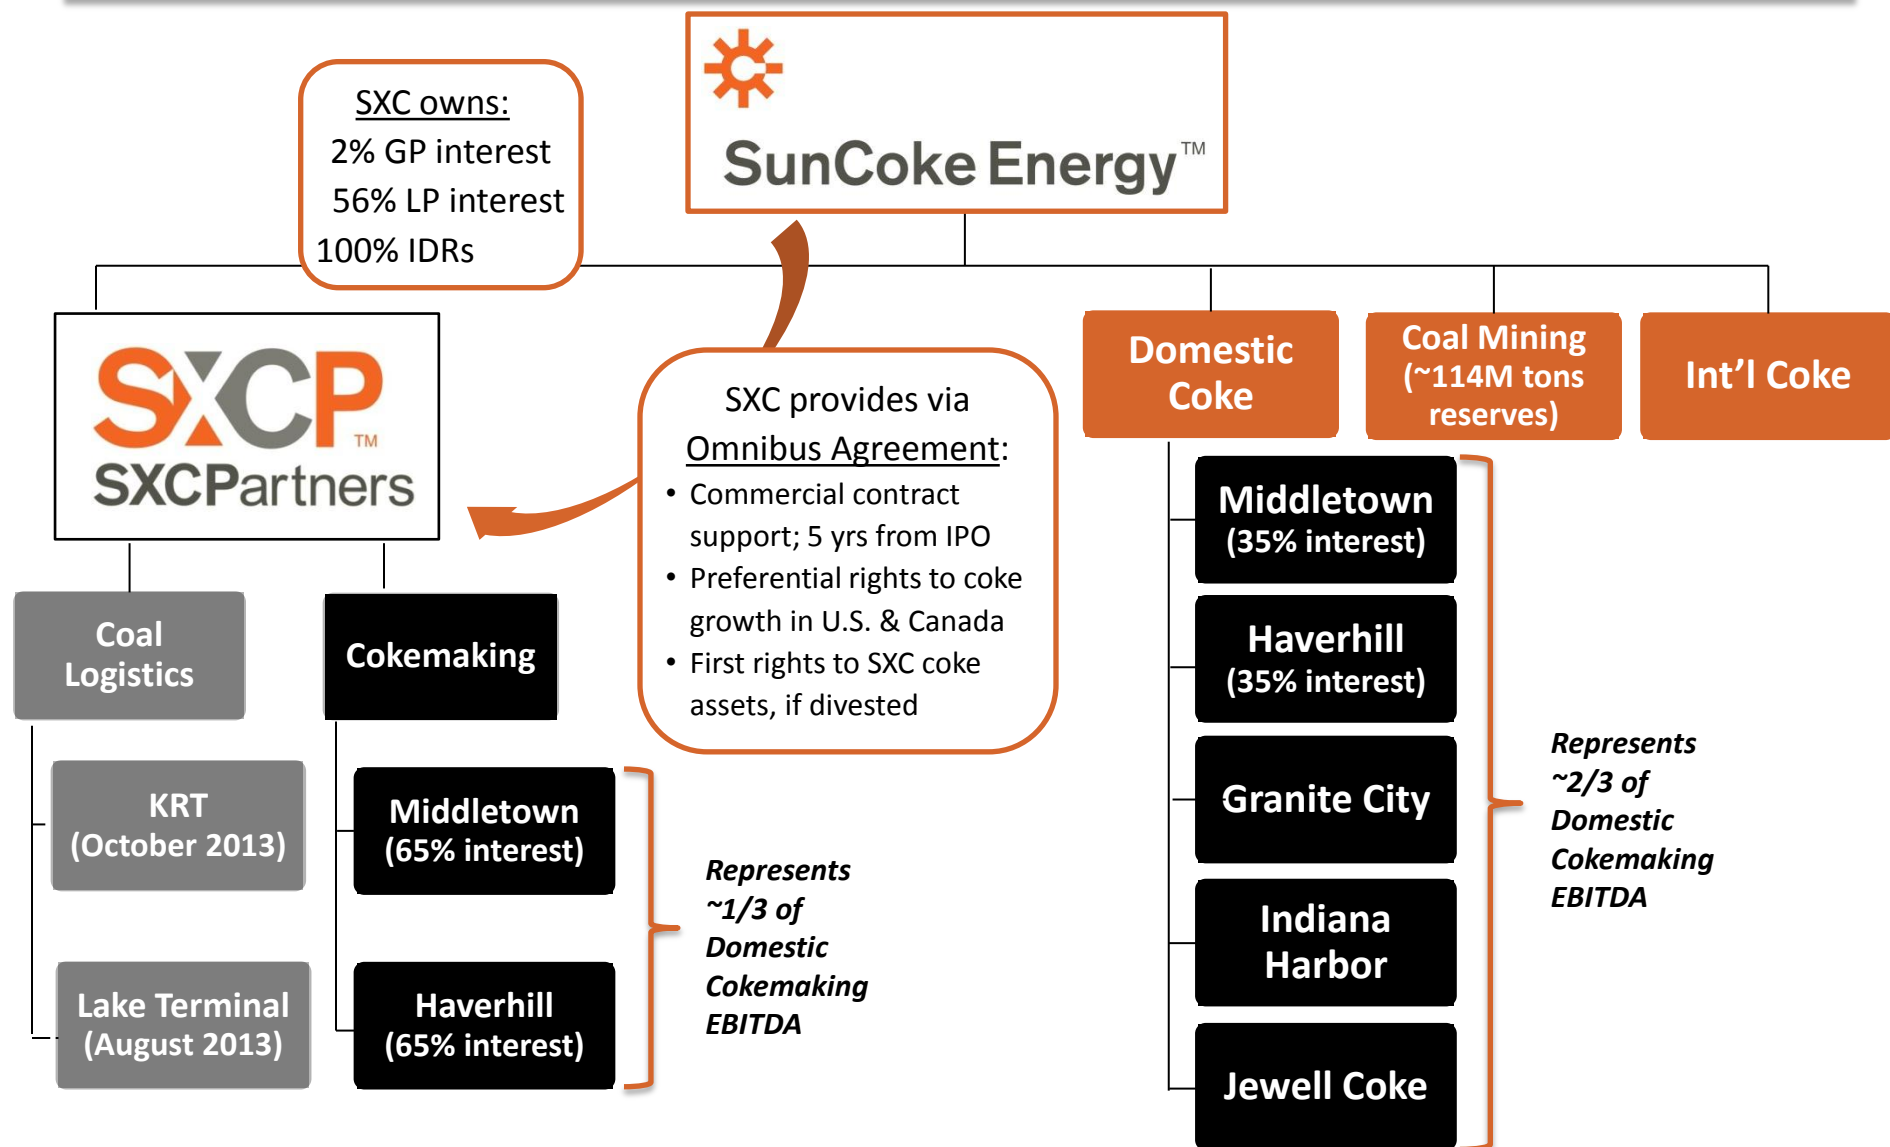 SunCoke Energy™
SXC owns:
2% GP interest
56% LP interest
100% IDRs
SXCP™
SXCPartners
SXC provides via
Omnibus Agreement:
• Commercial contract
support; 5 yrs from IPO
• Preferential rights to coke
growth in U.S. & Canada
• First rights to SXC coke
assets, if divested
Domestic
Coke
Coal Mining
(~114M tons
reserves)
Int’l Coke
Coal
Logistics
KRT
(October 2013)
Lake Terminal
(August 2013)
Cokemaking
Middletown
(65% interest)
Haverhill
(65% interest)
Represents
~1/3 of
Domestic
Cokemaking
EBITDA
Middletown
(35% interest)
Haverhill
(35% interest)
Granite City
Indiana
Harbor
Jewell Coke
Represents
~2/3 of
Domestic
Cokemaking
EBITDA